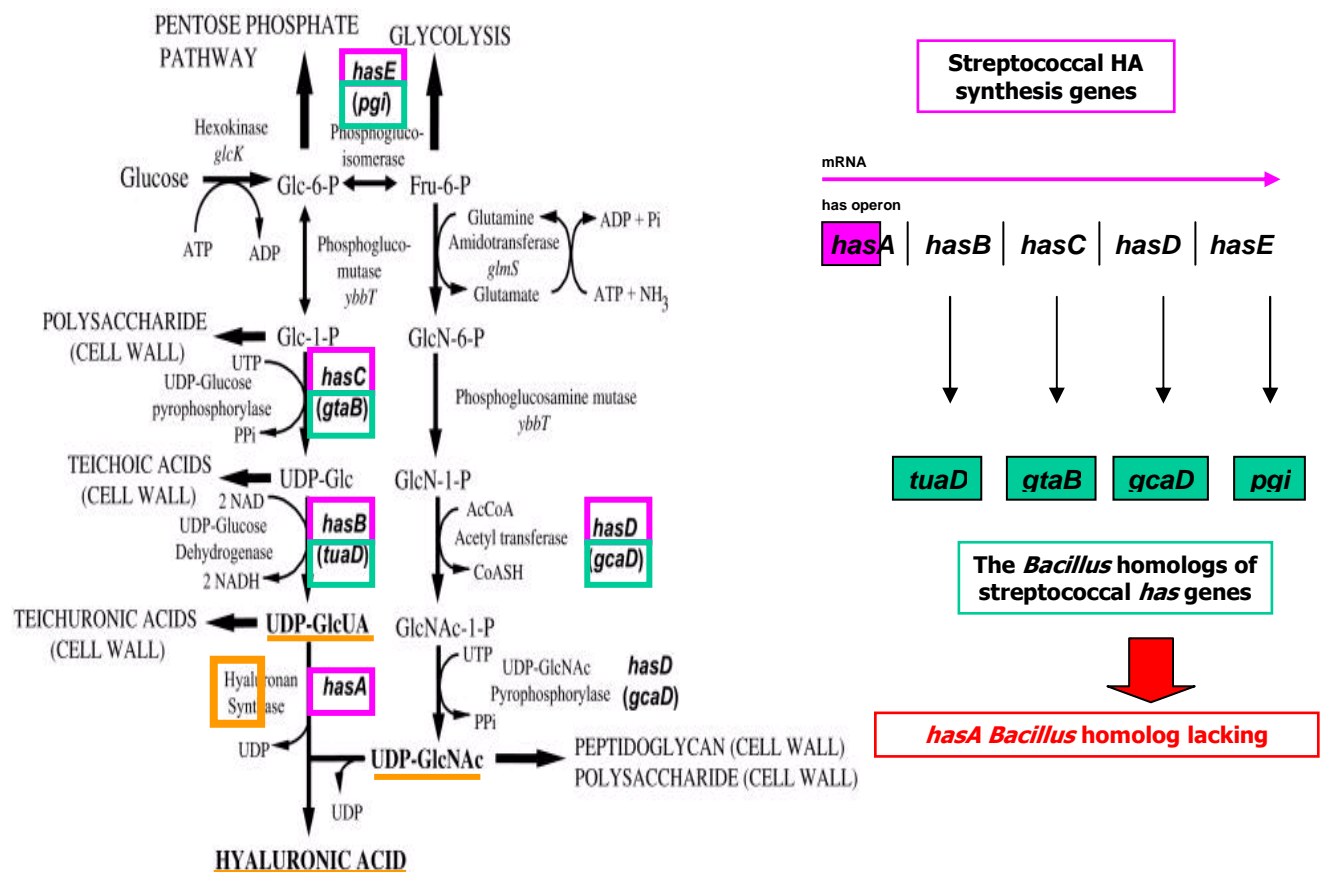 PENTOSE PHOSPHATE
PATHWAY
GLYCOLYSIS
hasE
(pgi)
Hexokinase
glcK
Phosphogluco-
isomerase
Glucose
Glc-6-P
Fru-6-P
ATP
ADP
Phosphogluco-
mutase
ybbT
Glutamine
Amidotransferase
glmS
Glutamate
ADP + Pi
ATP + NH3
POLYSACCHARIDE
(CELL WALL)
Glc-1-P
GlcN-6-P
UTP
UDP-Glucose
pyrophosphorylase
PPi
hasC
(gtaB)
Phosphoglucosamine mutase
ybbT
TEICHOIC ACIDS
(CELL WALL)
UDP-Glc
GlcN-1-P
2 NAD
UDP-Glucose
Dehydrogenase
2 NADH
hasB
(tuaD)
AcCoA
Acetyl transferase
CoASH
hasD
(gcaD)
TEICHURONIC ACIDS
(CELL WALL)
UDP-GlcUA
GlcNAc-1-P
Hyaluronan
Syntase
hasA
UDP
UTP
UDP-GlcNAc
Pyrophosphorylase
PPi
hasD
(gcaD)
UDP-GlcNAc
UDP
PEPTIDOGLYCAN (CELL WALL)
POLYSACCHARIDE (CELL WALL)
HYALURONIC ACID
Streptococcal HA
synthesis genes
mRNA
has operon
hasA hasB hasC hasD hasE
tuaD gtaB gcaD pgi
The Bacillus homologs of
streptococcal has genes
hasA Bacillus homolog lacking